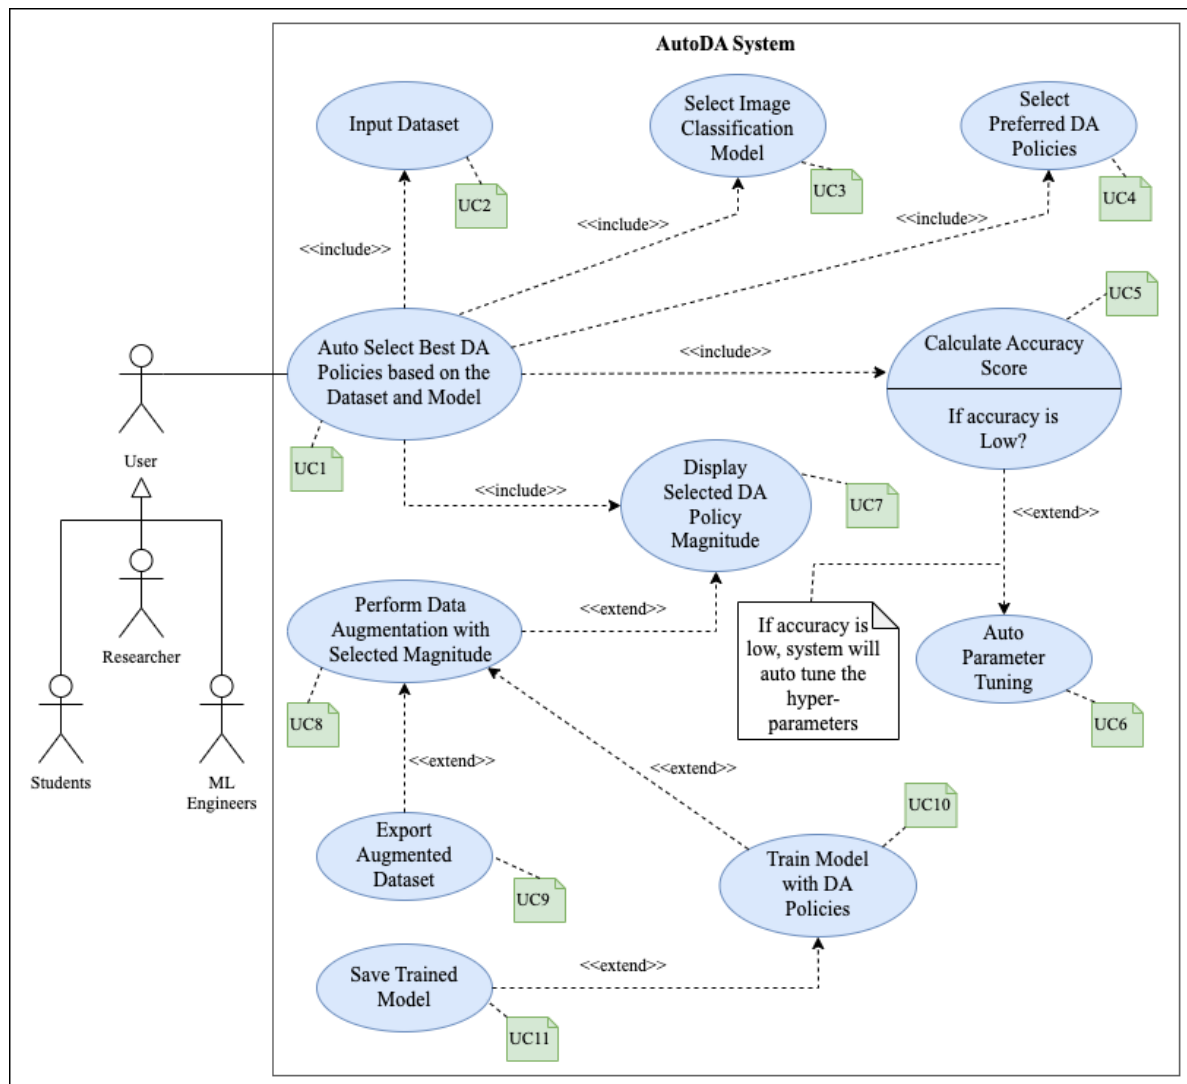 AutoDA System
Input Dataset
UC2
Select Image
Classification
Model
UC3
Select
Preferred DA
Policies
UC4
<<include>>
<<include>>
<<include>>
UC5
Auto Select Best DA
Policies based on the
Dataset and Model
UC1
<<include>>
Calculate Accuracy
Score
If accuracy is
Low?
User
<<include>>
Display
Selected DA
Policy
Magnitude
UC7
<<extend>>
Researcher
Students
ML
Engineers
Perform Data
Augmentation with
Selected Magnitude
UC8
<<extend>>
If accuracy is
low, system will
auto tune the
hyper-
parameters
Auto
Parameter
Tuning
UC6
<<extend>>
<<extend>>
Export
Augmented
Dataset
UC9
UC10
Train Model
with DA
Policies
Save Trained
Model
UC11
<<extend>>